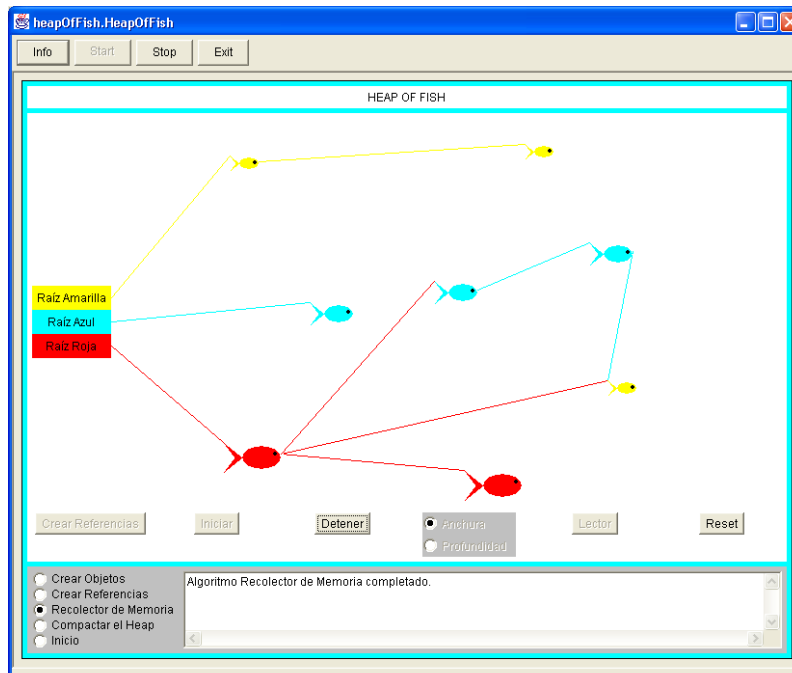 heapOfFish.HeapOfFish
Info Start Stop Exit
HEAP OF FISH
Raíz Amarilla
Raíz Azul
Raíz Roja
Crear Referencias Iniciar Detener Anchura Lector Reset
Profundidad
Crear Objetos
Crear Referencias
Recolector de Memoria
Compactar el Heap
Inicio
Algoritmo Recolector de Memoria completado.